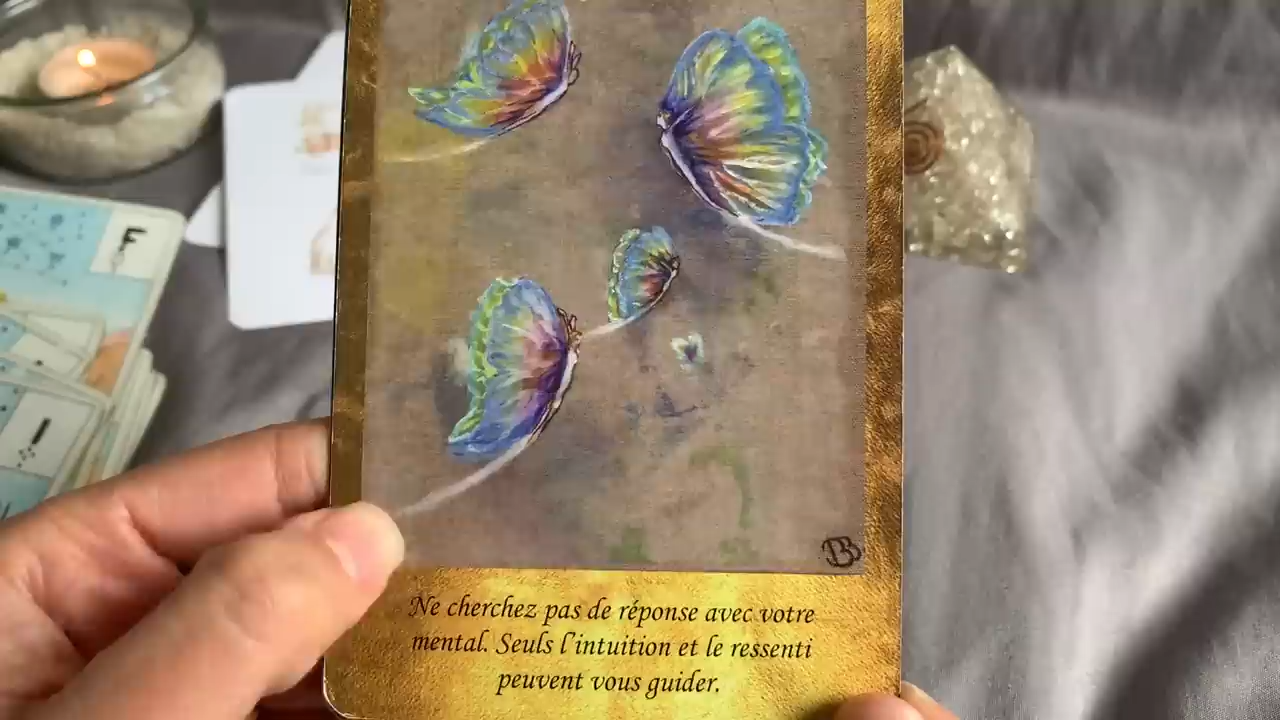 F
Ne cherchez pas de réponse avec votre
mental. Seuls l'intuition et le ressenti
peuvent vous guider.